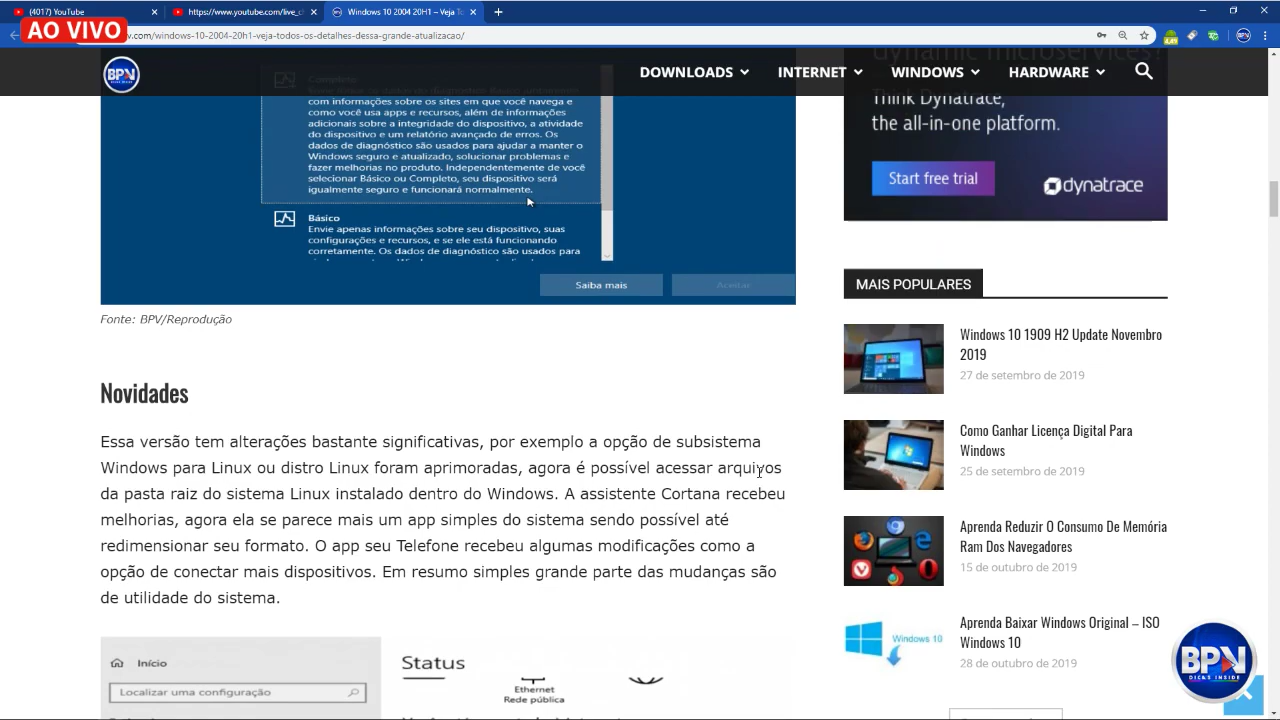 (4017) YouTube
https://www.youtube.com/live_c
Windows 10 2004 20H1 – Veja To
AO VIVO
.com/windows-10-2004-20h1-veja-todos-os-detalhes-dessa-grande-atualizacao/
BPV
DOWNLOADS
INTERNET
WINDOWS
HARDWARE
Completo
com informações sobre os sites em que você navega e
como você usa apps e recursos, além de informações
adicionais sobre a integridade do dispositivo, a atividade
do dispositivo e um relatório avançado de erros. Os
dados de diagnóstico são usados para ajudar a manter o
Windows seguro e atualizado, solucionar problemas e
fazer melhorias no produto. Independentemente de você
selecionar Básico ou Completo, seu dispositivo será
igualmente seguro e funcionará normalmente.
Básico
Envie apenas informações sobre seu dispositivo, suas
configurações e recursos, e se ele está funcionando
corretamente. Os dados de diagnóstico são usados para
Saiba mais
Aceitar
Fonte: BPV/Reprodução
Novidades
Essa versão tem alterações bastante significativas, por exemplo a opção de subsistema
Windows para Linux ou distro Linux foram aprimoradas, agora é possível acessar arquivos
da pasta raiz do sistema Linux instalado dentro do Windows. A assistente Cortana recebeu
melhorias, agora ela se parece mais um app simples do sistema sendo possível até
redimensionar seu formato. O app seu Telefone recebeu algumas modificações como a
opção de conectar mais dispositivos. Em resumo simples grande parte das mudanças são
de utilidade do sistema.
Início
Localizar uma configuração
Status
Ethernet
Rede pública
dynamic microservices?
Think Dynatrace,
the all-in-one platform.
Start free trial
dynatrace
MAIS POPULARES
Windows 10 1909 H2 Update Novembro
2019
27 de setembro de 2019
Como Ganhar Licença Digital Para
Windows
25 de setembro de 2019
Aprenda Reduzir O Consumo De Memória
Ram Dos Navegadores
15 de outubro de 2019
Windows 10
Aprenda Baixar Windows Original – ISO
Windows 10
28 de outubro de 2019
BPV
DICAS INSIDE